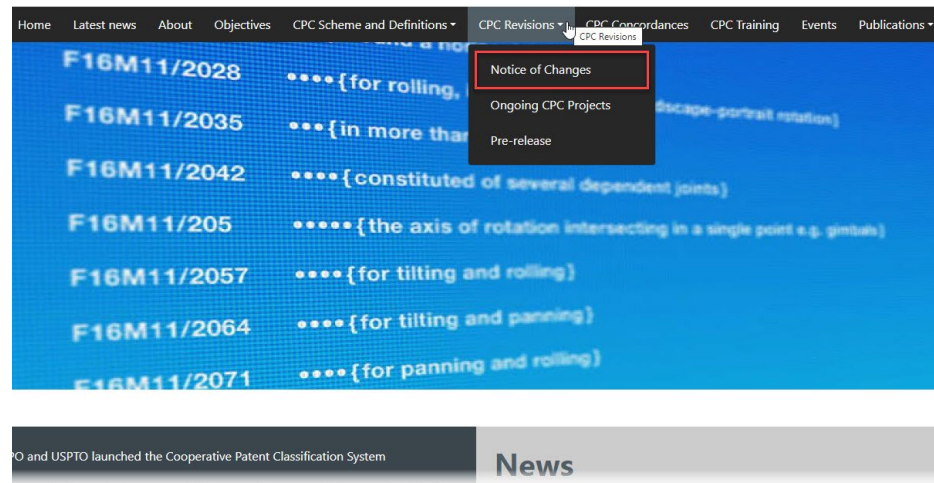 Home Latest news About Objectives CPC Scheme and Definitions CPC Revisions CPC Concordances CPC Training Events Publications
CPC Revisions
Notice of Changes
Ongoing CPC Projects
Pre-release
F16M11/2028 ••••{for rolling,
F16M11/2035 •••{in more than dscape-portrait rotation}
F16M11/2042 ••••{constituted of several dependent joints}
F16M11/205 •••••{the axis of rotation intersecting in a single point e.g. gimbals}
F16M11/2057 ••••{for tilting and rolling}
F16M11/2064 ••••{for tilting and panning}
F16M11/2071 ••••{for panning and rolling}
PO and USPTO launched the Cooperative Patent Classification System
News